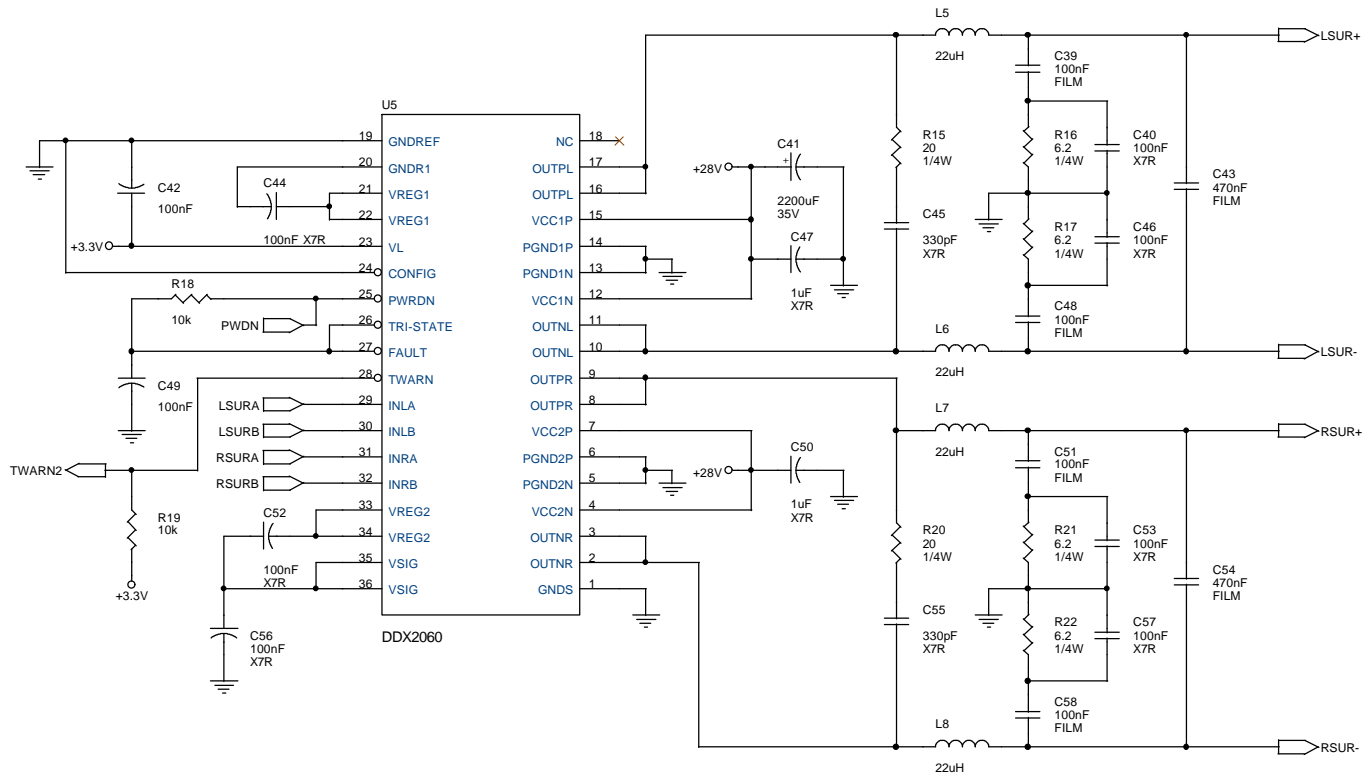 L5
22uH
LSUR+
C39
100nF
FILM
R15
20
1/4W
R16
6.2
1/4W
C40
100nF
X7R
C43
470nF
FILM
C45
330pF
X7R
R17
6.2
1/4W
C46
100nF
X7R
C48
100nF
FILM
L6
22uH
LSUR-
U5
19 GNDREF
20 GNDR1
21 VREG1
22 VREG1
23 VL
24 CONFIG
25 PWRDN
26 TRI-STATE
27 FAULT
28 TWARN
29 INLA
30 INLB
31 INRA
32 INRB
33 VREG2
34 VREG2
35 VSIG
36 VSIG
NC 18
OUTPL 17
OUTPL 16
VCC1P 15
PGND1P 14
PGND1N 13
VCC1N 12
OUTNL 11
OUTNL 10
OUTPR 9
OUTPR 8
VCC2P 7
PGND2P 6
PGND2N 5
VCC2N 4
OUTNR 3
OUTNR 2
GNDS 1
DDX2060
C42
100nF
C44
100nF X7R
+3.3V
R18
10k
PWDN
C49
100nF
LSURA
LSURB
RSURA
RSURB
TWARN2
R19
10k
+3.3V
C52
100nF
X7R
C56
100nF
X7R
+28V
C41
+
2200uF
35V
C47
1uF
X7R
+28V
C50
1uF
X7R
L7
22uH
RSUR+
C51
100nF
FILM
R20
20
1/4W
R21
6.2
1/4W
C53
100nF
X7R
C54
470nF
FILM
C55
330pF
X7R
R22
6.2
1/4W
C57
100nF
X7R
C58
100nF
FILM
L8
22uH
RSUR-